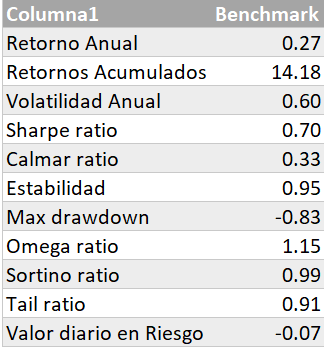 Columna1 Benchmark
Retorno Anual 0.27
Retornos Acumulados 14.18
Volatilidad Anual 0.60
Sharpe ratio 0.70
Calmar ratio 0.33
Estabilidad 0.95
Max drawdown -0.83
Omega ratio 1.15
Sortino ratio 0.99
Tail ratio 0.91
Valor diario en Riesgo -0.07